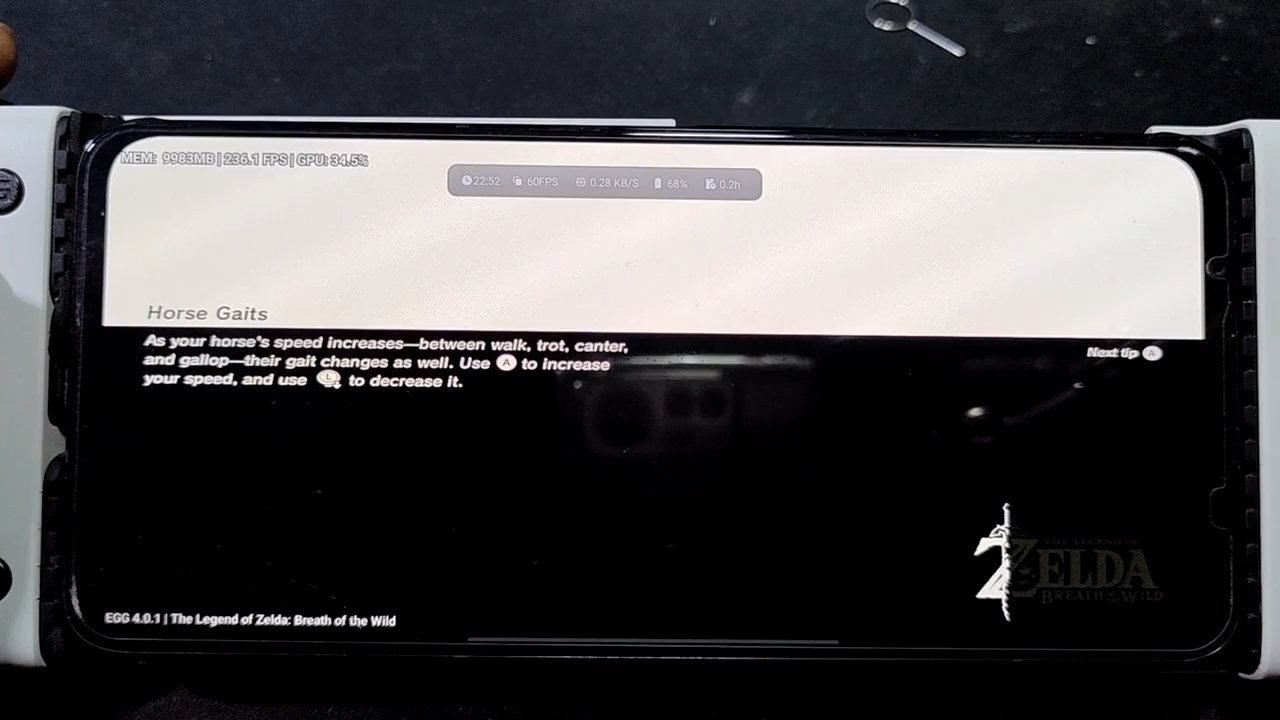 MEM: 9983MB | 236.1 FPS | GPU: 34.5%
22:52 60FPS 0.28 KB/S 68% 0.2h
Horse Gaits
As your horse's speed increases—between walk, trot, canter,
and gallop—their gait changes as well. Use A to increase
your speed, and use L to decrease it.
Next tip A
THE LEGEND OF
ZELDA
BREATH OF THE WILD
EGG 4.0.1 | The Legend of Zelda: Breath of the Wild